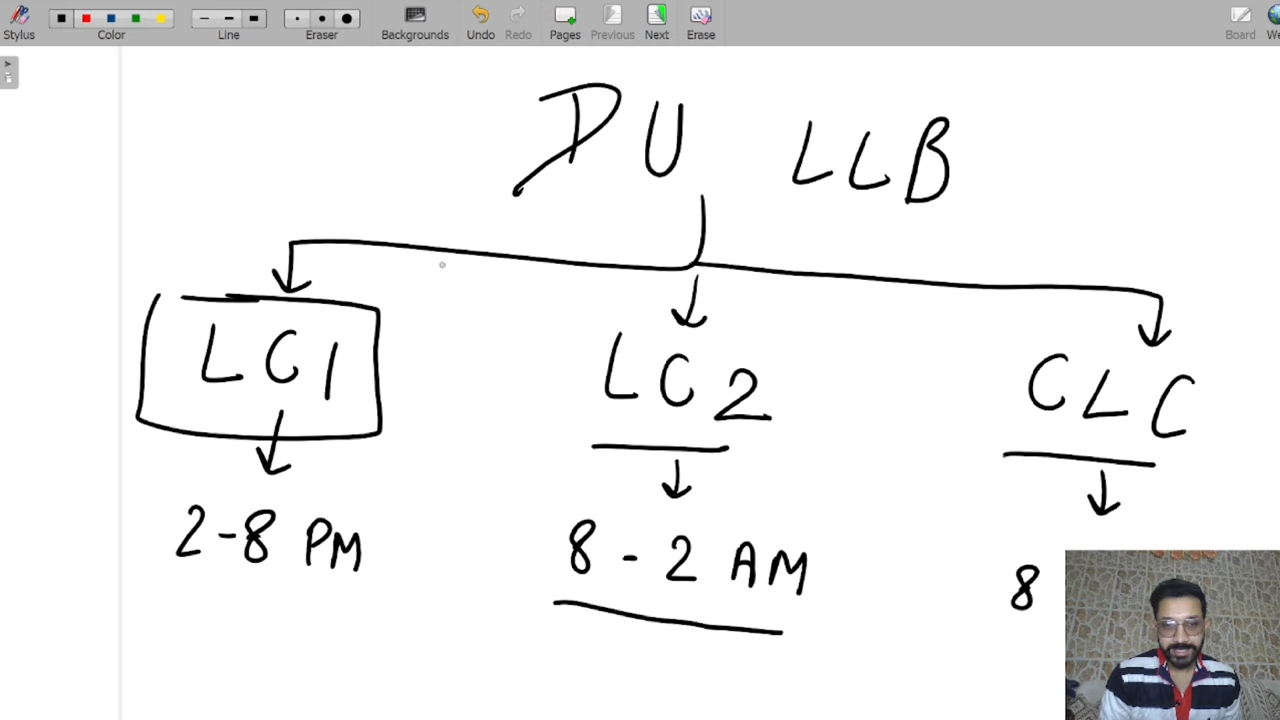 Stylus
Color
Line
Eraser
Backgrounds
Undo
Redo
Pages
Previous
Next
Erase
Board
We
DU LLB
LC1
LC2
CLC
2-8 PM
8 - 2 AM
8